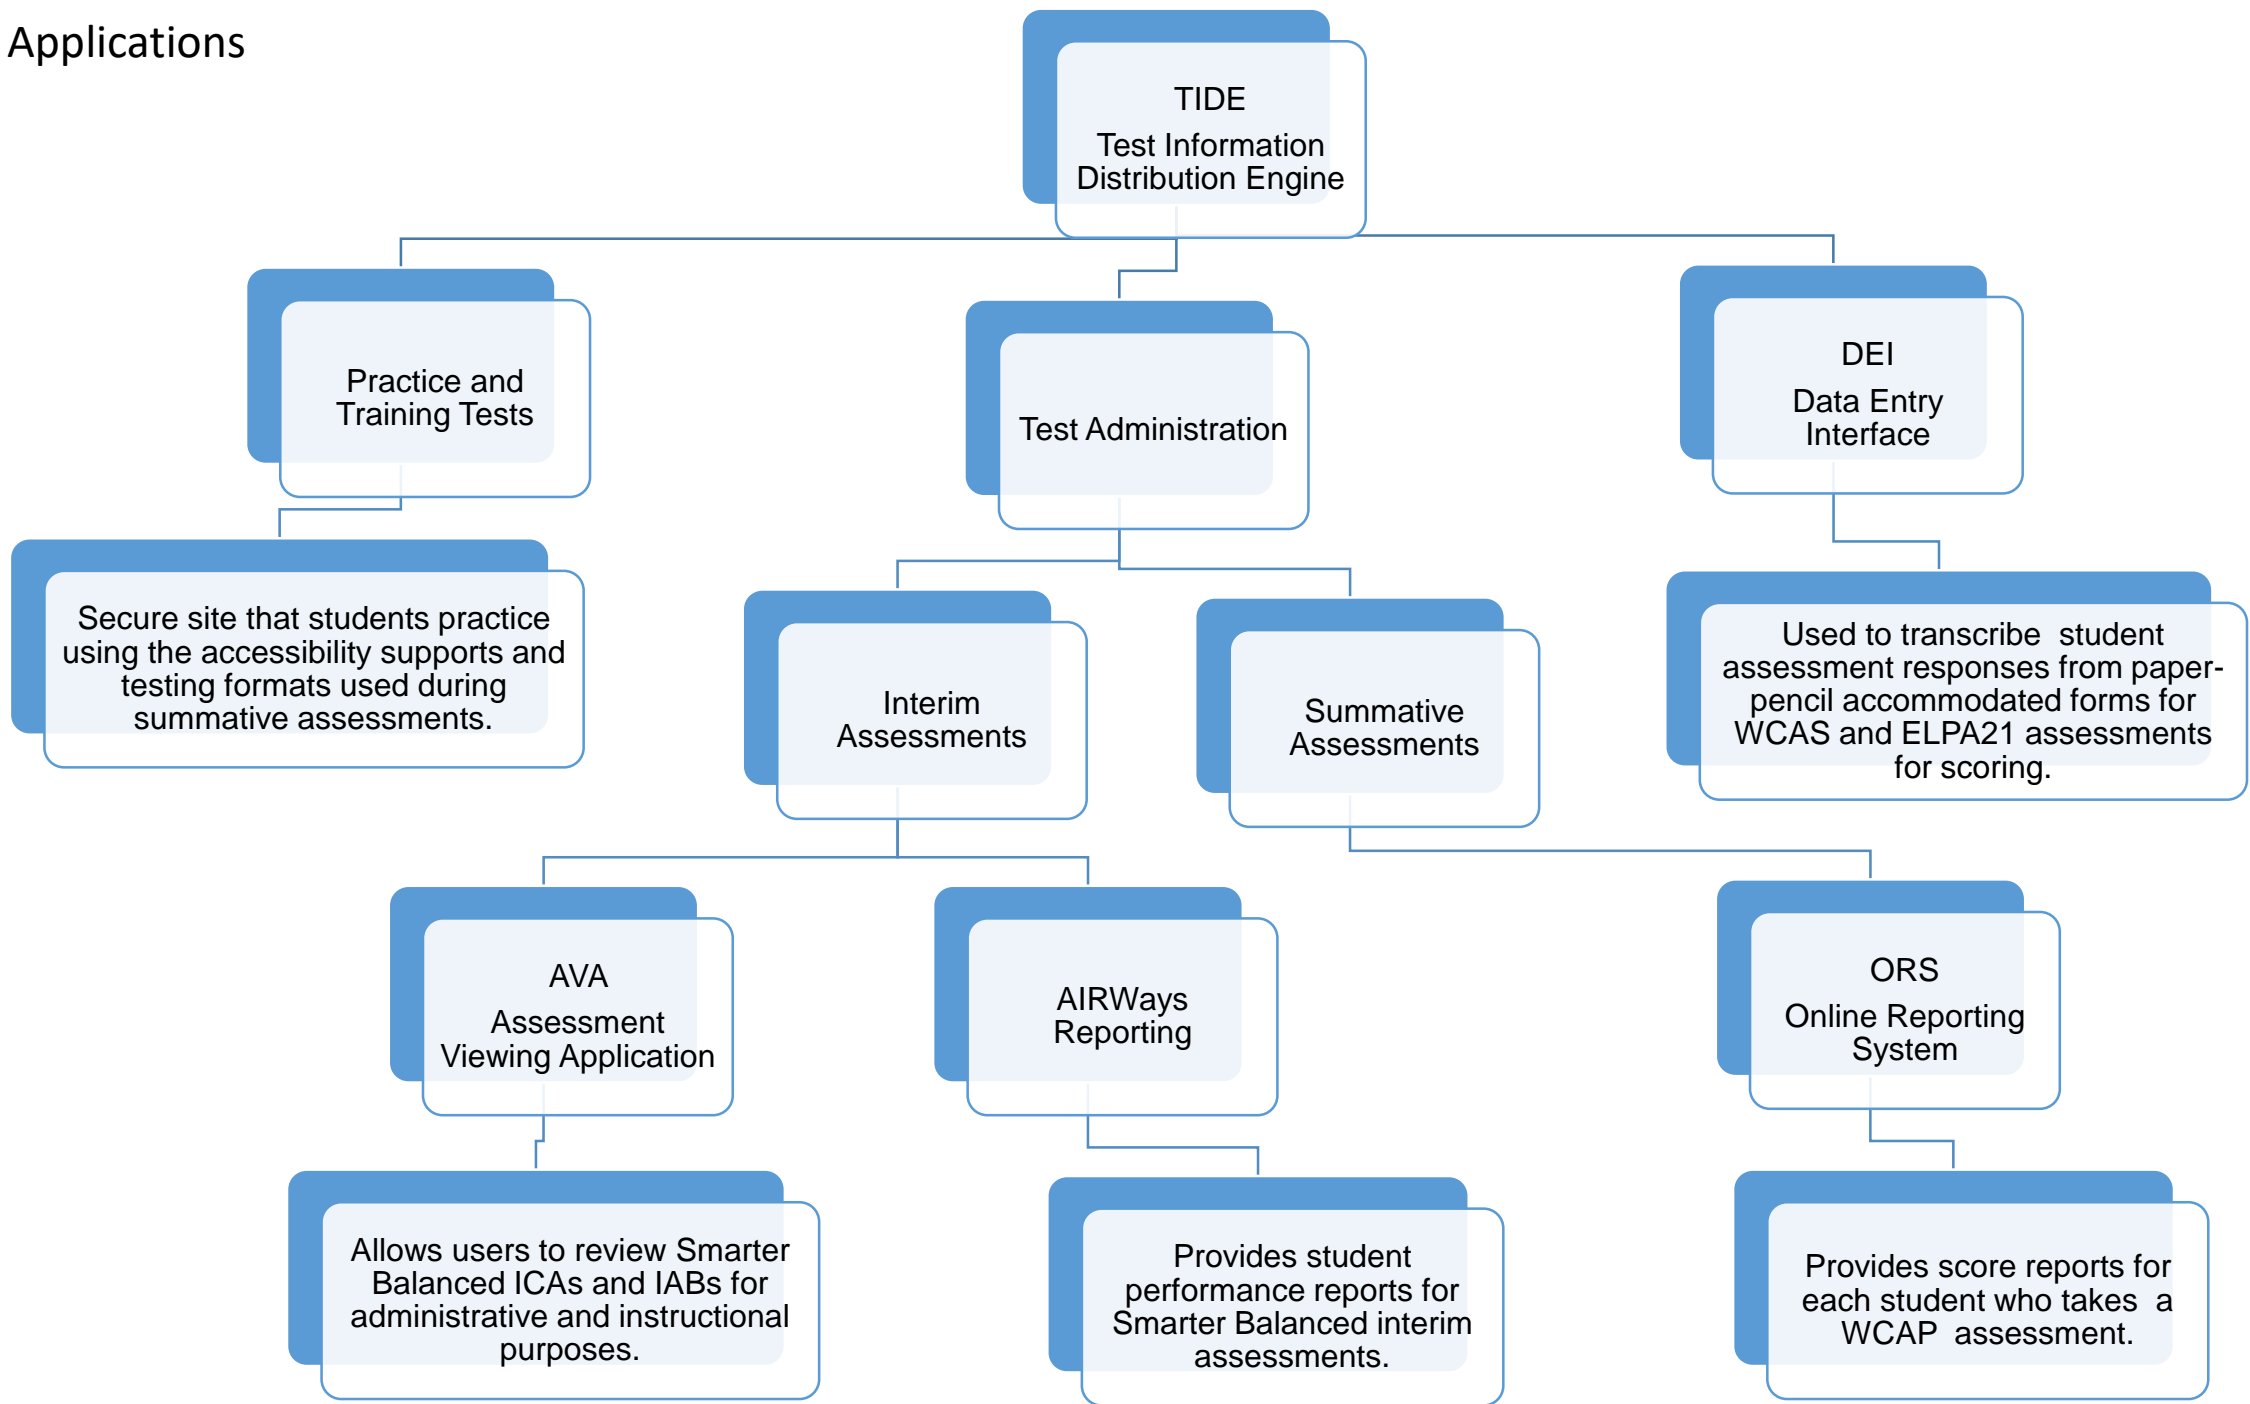 Applications
TIDE
Test Information
Distribution Engine
Practice and
Training Tests
Test Administration
DEI
Data Entry
Interface
Secure site that students practice
using the accessibility supports and
testing formats used during
summative assessments.
Interim
Assessments
Summative
Assessments
Used to transcribe  student
assessment responses from paper-
pencil accommodated forms for
WCAS and ELPA21 assessments
for scoring.
AVA
Assessment
Viewing Application
AIRWays
Reporting
ORS
Online Reporting
System
Allows users to review Smarter
Balanced ICAs and IABs for
administrative and instructional
purposes.
Provides student
performance reports for
Smarter Balanced interim
assessments.
Provides score reports for
each student who takes  a
WCAP  assessment.